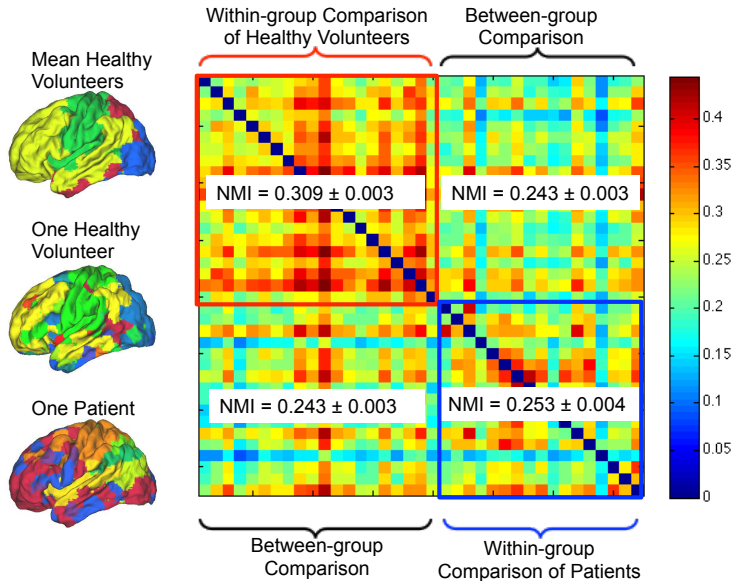 Within-group Comparison
of Healthy Volunteers
Between-group
Comparison
Mean Healthy
Volunteers
One Healthy
Volunteer
One Patient
NMI = 0.309 ± 0.003
NMI = 0.243 ± 0.003
NMI = 0.243 ± 0.003
NMI = 0.253 ± 0.004
0.4
0.35
0.3
0.25
0.2
0.15
0.1
0.05
0
Between-group
Comparison
Within-group
Comparison of Patients